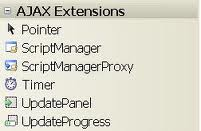 AJAX Extensions
Pointer
ScriptManager
ScriptManagerProxy
Timer
UpdatePanel
UpdateProgress